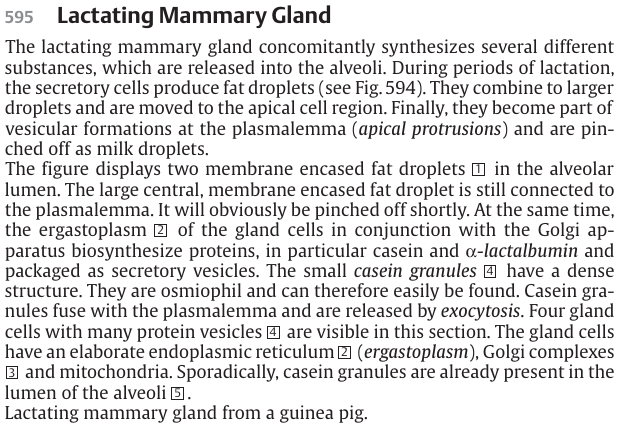 595 Lactating Mammary Gland
The lactating mammary gland concomitantly synthesizes several different
substances, which are released into the alveoli. During periods of lactation,
the secretory cells produce fat droplets (see Fig. 594). They combine to larger
droplets and are moved to the apical cell region. Finally, they become part of
vesicular formations at the plasmalemma (apical protrusions) and are pin-
ched off as milk droplets.
The figure displays two membrane encased fat droplets 1 in the alveolar
lumen. The large central, membrane encased fat droplet is still connected to
the plasmalemma. It will obviously be pinched off shortly. At the same time,
the ergastoplasm 2 of the gland cells in conjunction with the Golgi ap-
paratus biosynthesize proteins, in particular casein and α-lactalbumin and
packaged as secretory vesicles. The small casein granules 4 have a dense
structure. They are osmiophil and can therefore easily be found. Casein gra-
nules fuse with the plasmalemma and are released by exocytosis. Four gland
cells with many protein vesicles 4 are visible in this section. The gland cells
have an elaborate endoplasmic reticulum 2 (ergastoplasm), Golgi complexes
3 and mitochondria. Sporadically, casein granules are already present in the
lumen of the alveoli 5.
Lactating mammary gland from a guinea pig.